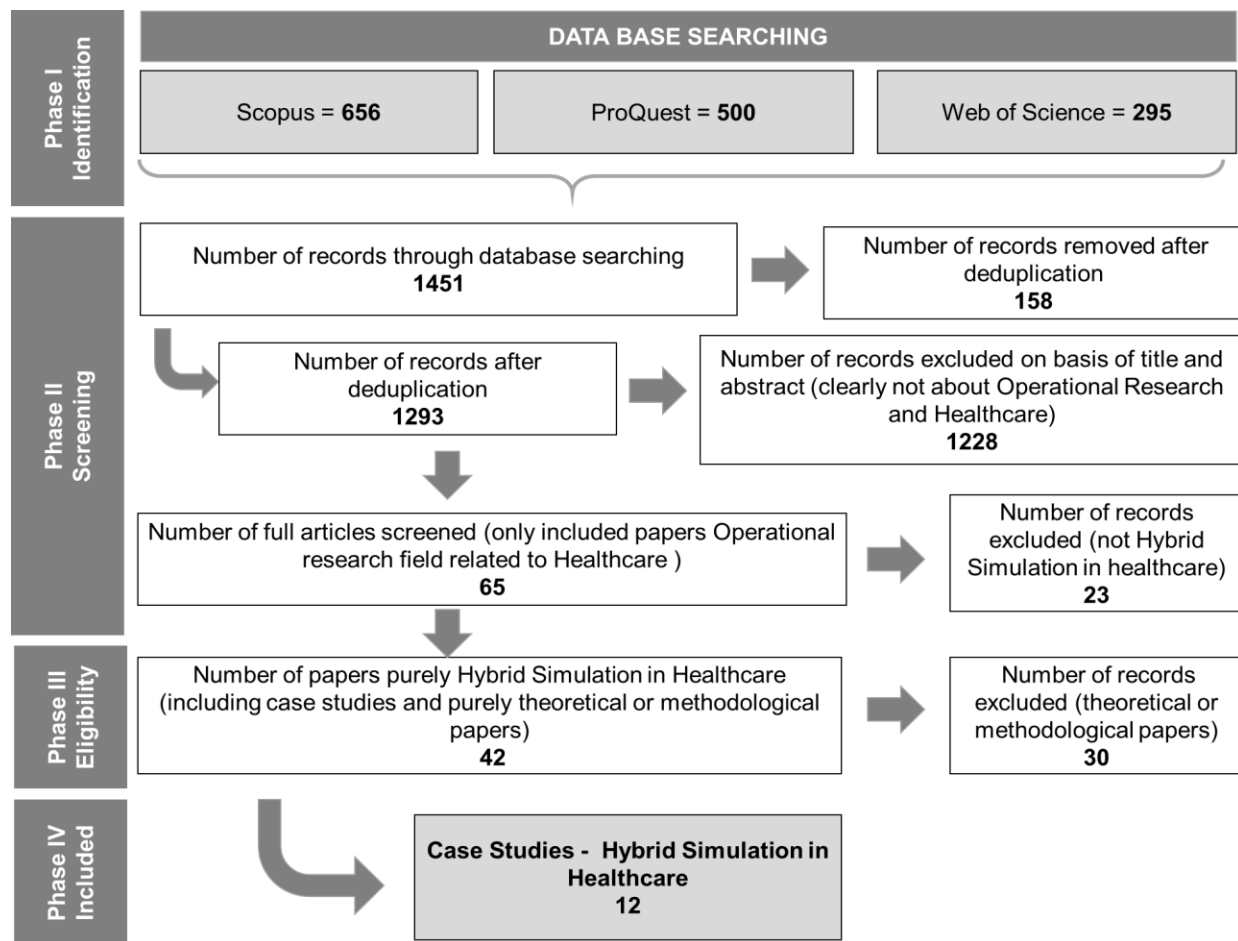 Phase I
Identification
DATA BASE SEARCHING
Scopus = 656
ProQuest = 500
Web of Science = 295
Phase II
Screening
Number of records through database searching
1451
Number of records removed after
deduplication
158
Number of records after
deduplication
1293
Number of records excluded on basis of title and
abstract (clearly not about Operational Research
and Healthcare)
1228
Number of full articles screened (only included papers Operational
research field related to Healthcare )
65
Number of records
excluded (not Hybrid
Simulation in healthcare)
23
Phase III
Eligibility
Number of papers purely Hybrid Simulation in Healthcare
(including case studies and purely theoretical or methodological
papers)
42
Number of records
excluded (theoretical or
methodological papers)
30
Phase IV
Included
Case Studies - Hybrid Simulation in
Healthcare
12